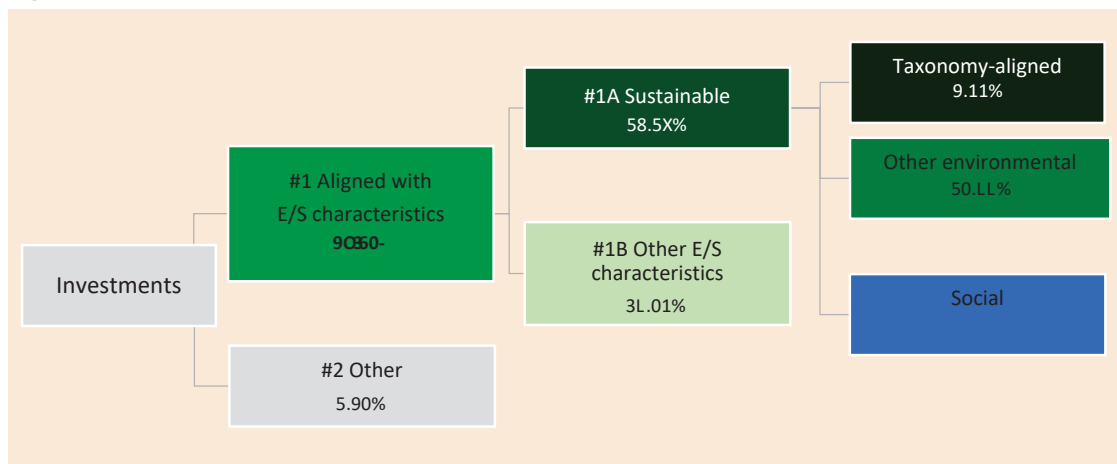 Investments
#1 Aligned with
E/S characteristics
#2 Other
5.90%
#1A Sustainable
58.5X%
#1B Other E/S
characteristics
3L.01%
Taxonomy-aligned
9.11%
Other environmental
50.LL%
Social